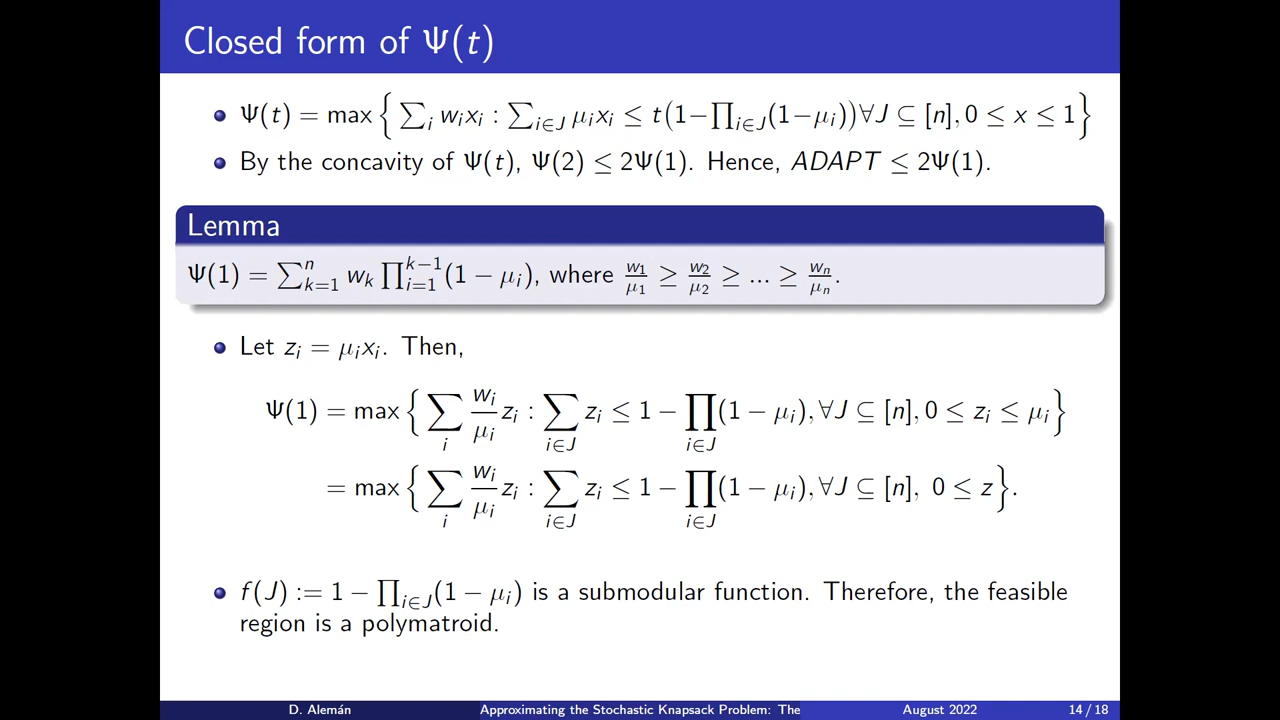 Closed form of Ψ(t)
Ψ(t) = max { ∑_i w_i x_i : ∑_{i∈J} μ_i x_i ≤ t(1−∏_{i∈J}(1−μ_i))∀J ⊆ [n], 0 ≤ x ≤ 1 }
By the concavity of Ψ(t), Ψ(2) ≤ 2Ψ(1). Hence, ADAPT ≤ 2Ψ(1).
Lemma
Ψ(1) = ∑_{k=1}^{n} w_k ∏_{i=1}^{k−1}(1 − μ_i), where w_1/μ_1 ≥ w_2/μ_2 ≥ ... ≥ w_n/μ_n.
Let z_i = μ_i x_i. Then,
Ψ(1) = max { ∑_i w_i/μ_i z_i : ∑_{i∈J} z_i ≤ 1 − ∏_{i∈J}(1 − μ_i), ∀J ⊆ [n], 0 ≤ z_i ≤ μ_i }
= max { ∑_i w_i/μ_i z_i : ∑_{i∈J} z_i ≤ 1 − ∏_{i∈J}(1 − μ_i), ∀J ⊆ [n], 0 ≤ z }.
f(J) := 1 − ∏_{i∈J}(1 − μ_i) is a submodular function. Therefore, the feasible
region is a polymatroid.
D. Alemán Approximating the Stochastic Knapsack Problem: The August 2022 14 / 18